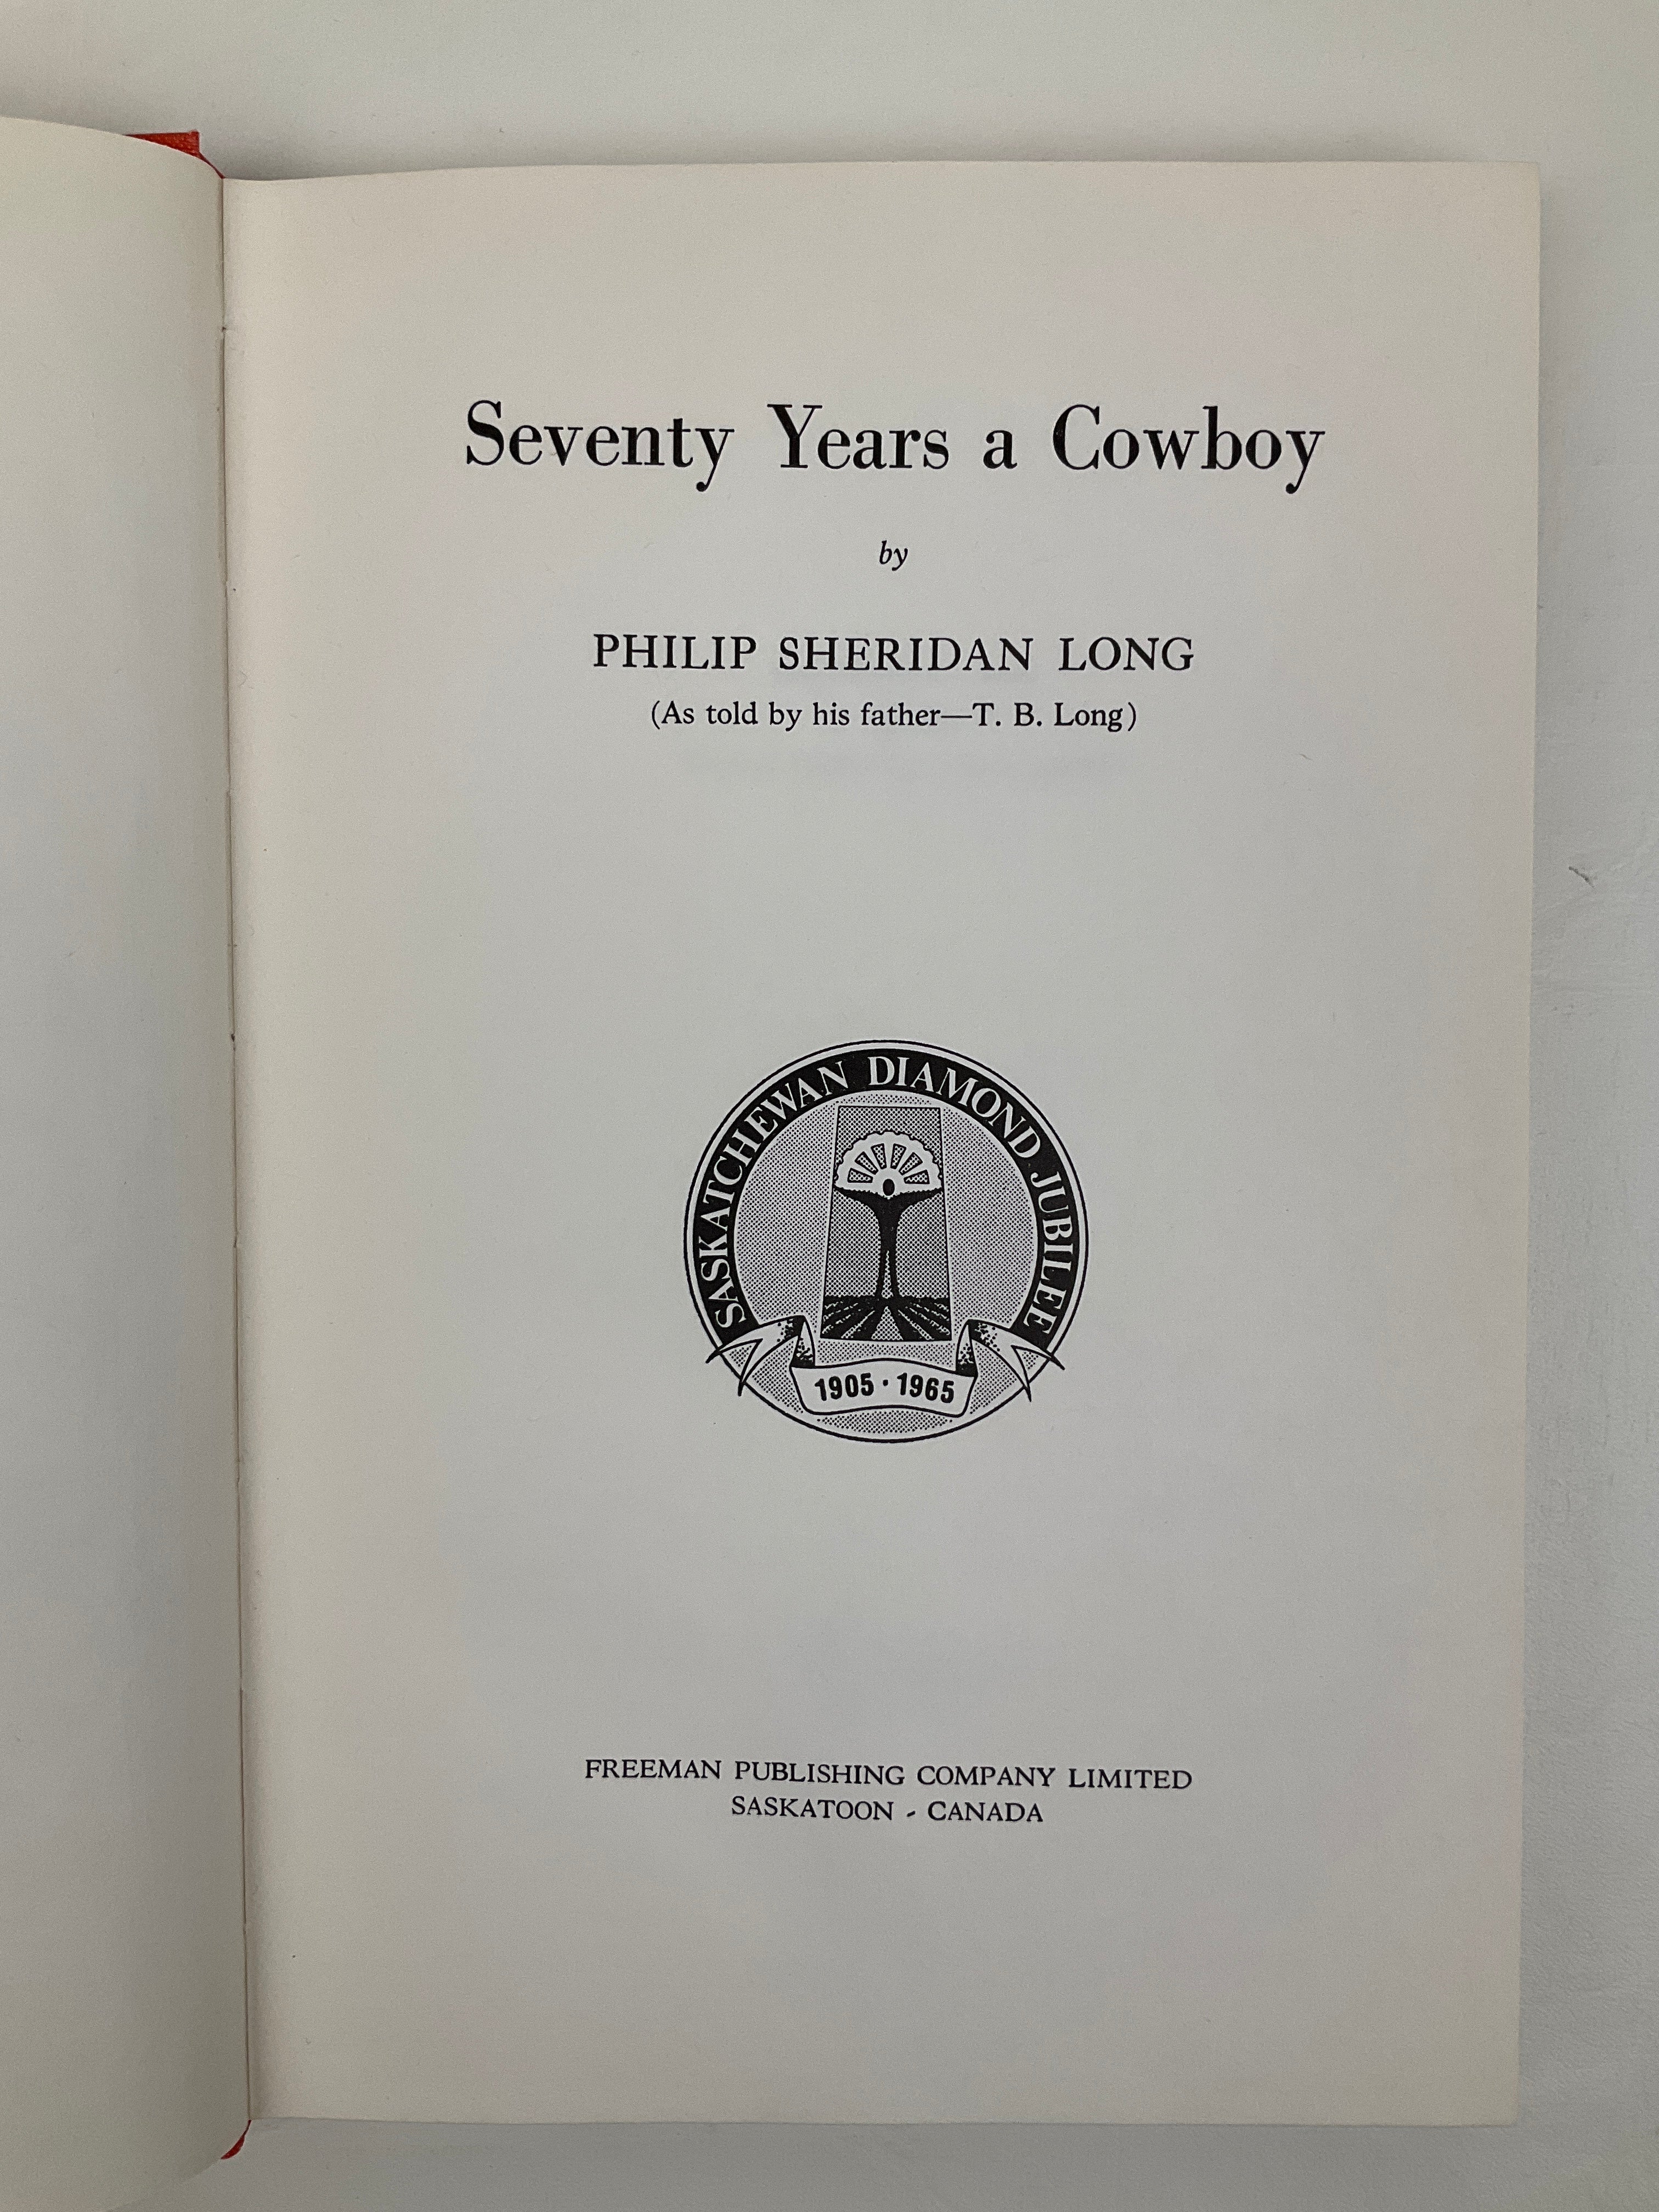 Seventy Years a Cowboy
by
PHILIP SHERIDAN LONG
(As told by his father—T. B. Long)
SASKATCHEWAN DIAMOND JUBILEE
1905 · 1965
FREEMAN PUBLISHING COMPANY LIMITED
SASKATOON - CANADA